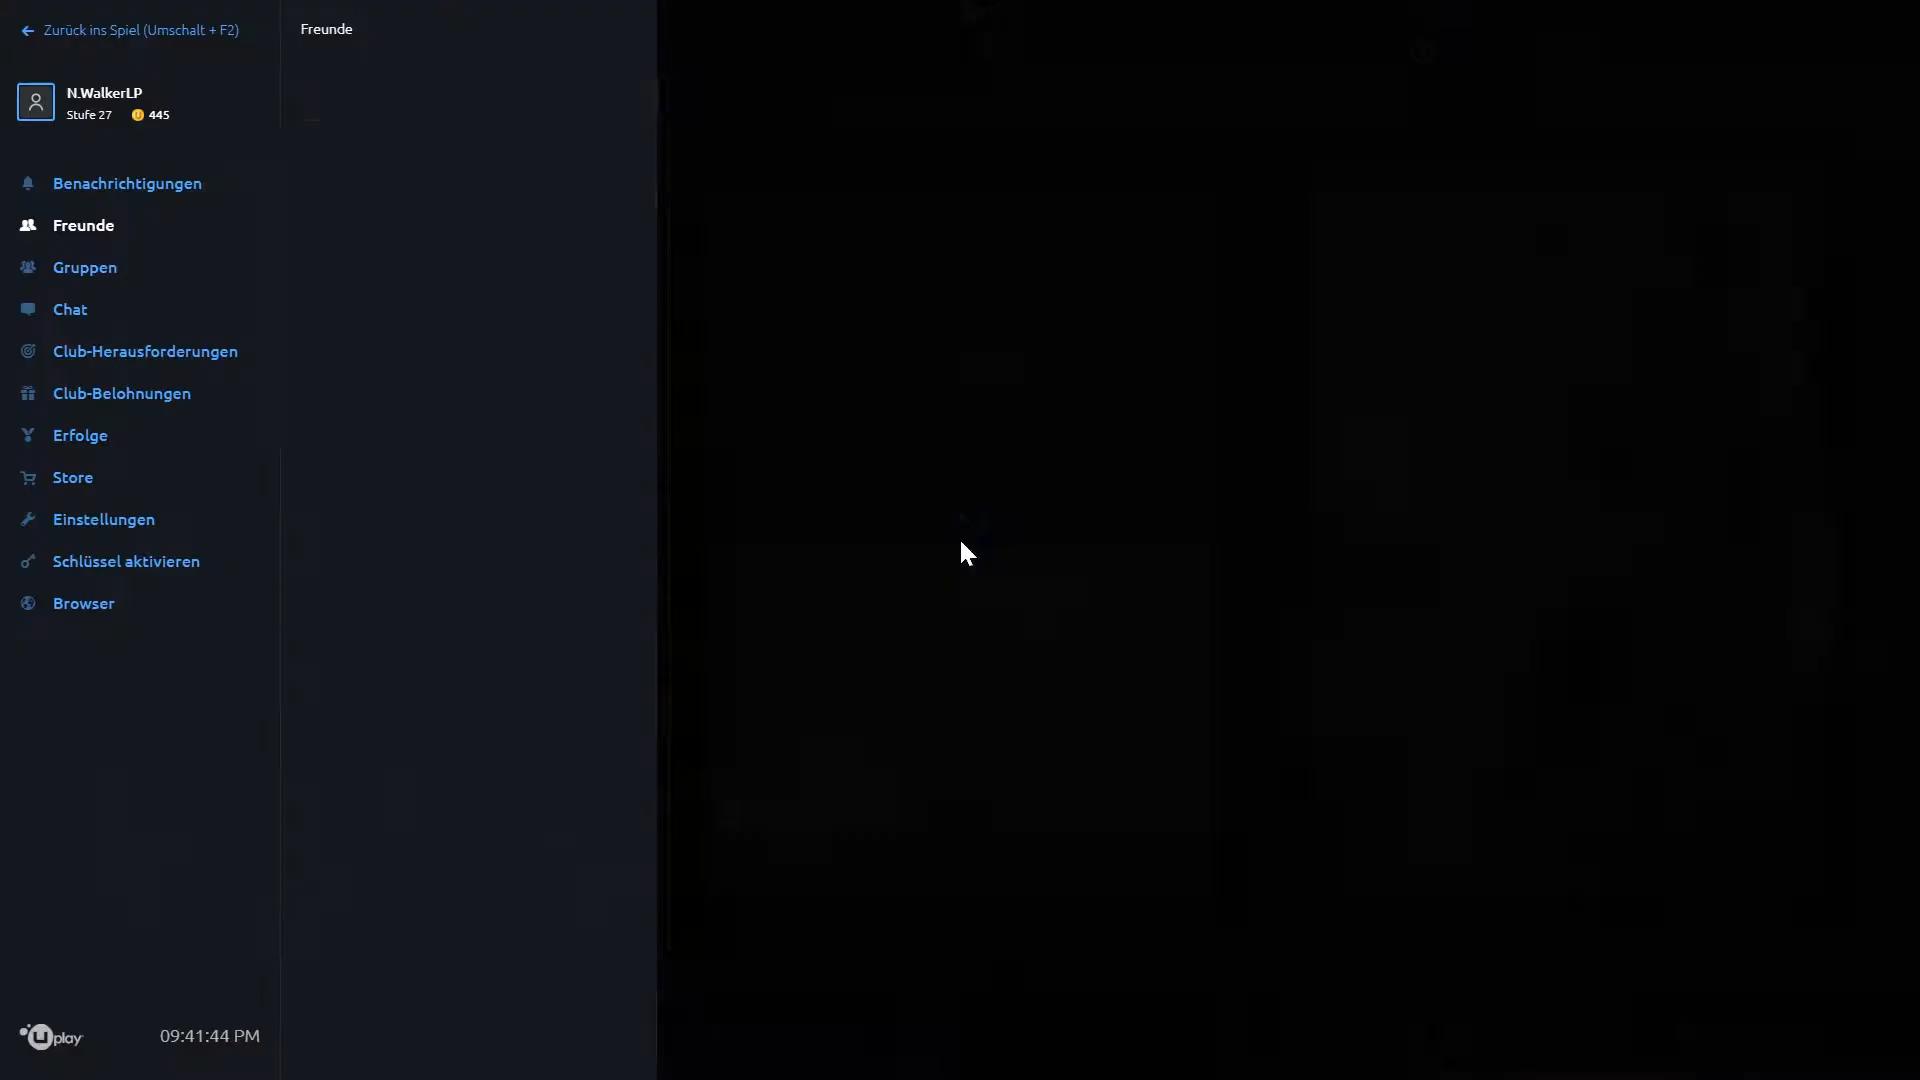 Zurück ins Spiel (Umschalt + F2)
Freunde
N.WalkerLP
Stufe 27 445
Benachrichtigungen
Freunde
Gruppen
Chat
Club-Herausforderungen
Club-Belohnungen
Erfolge
Store
Einstellungen
Schlüssel aktivieren
Browser
Uplay 09:41:44 PM